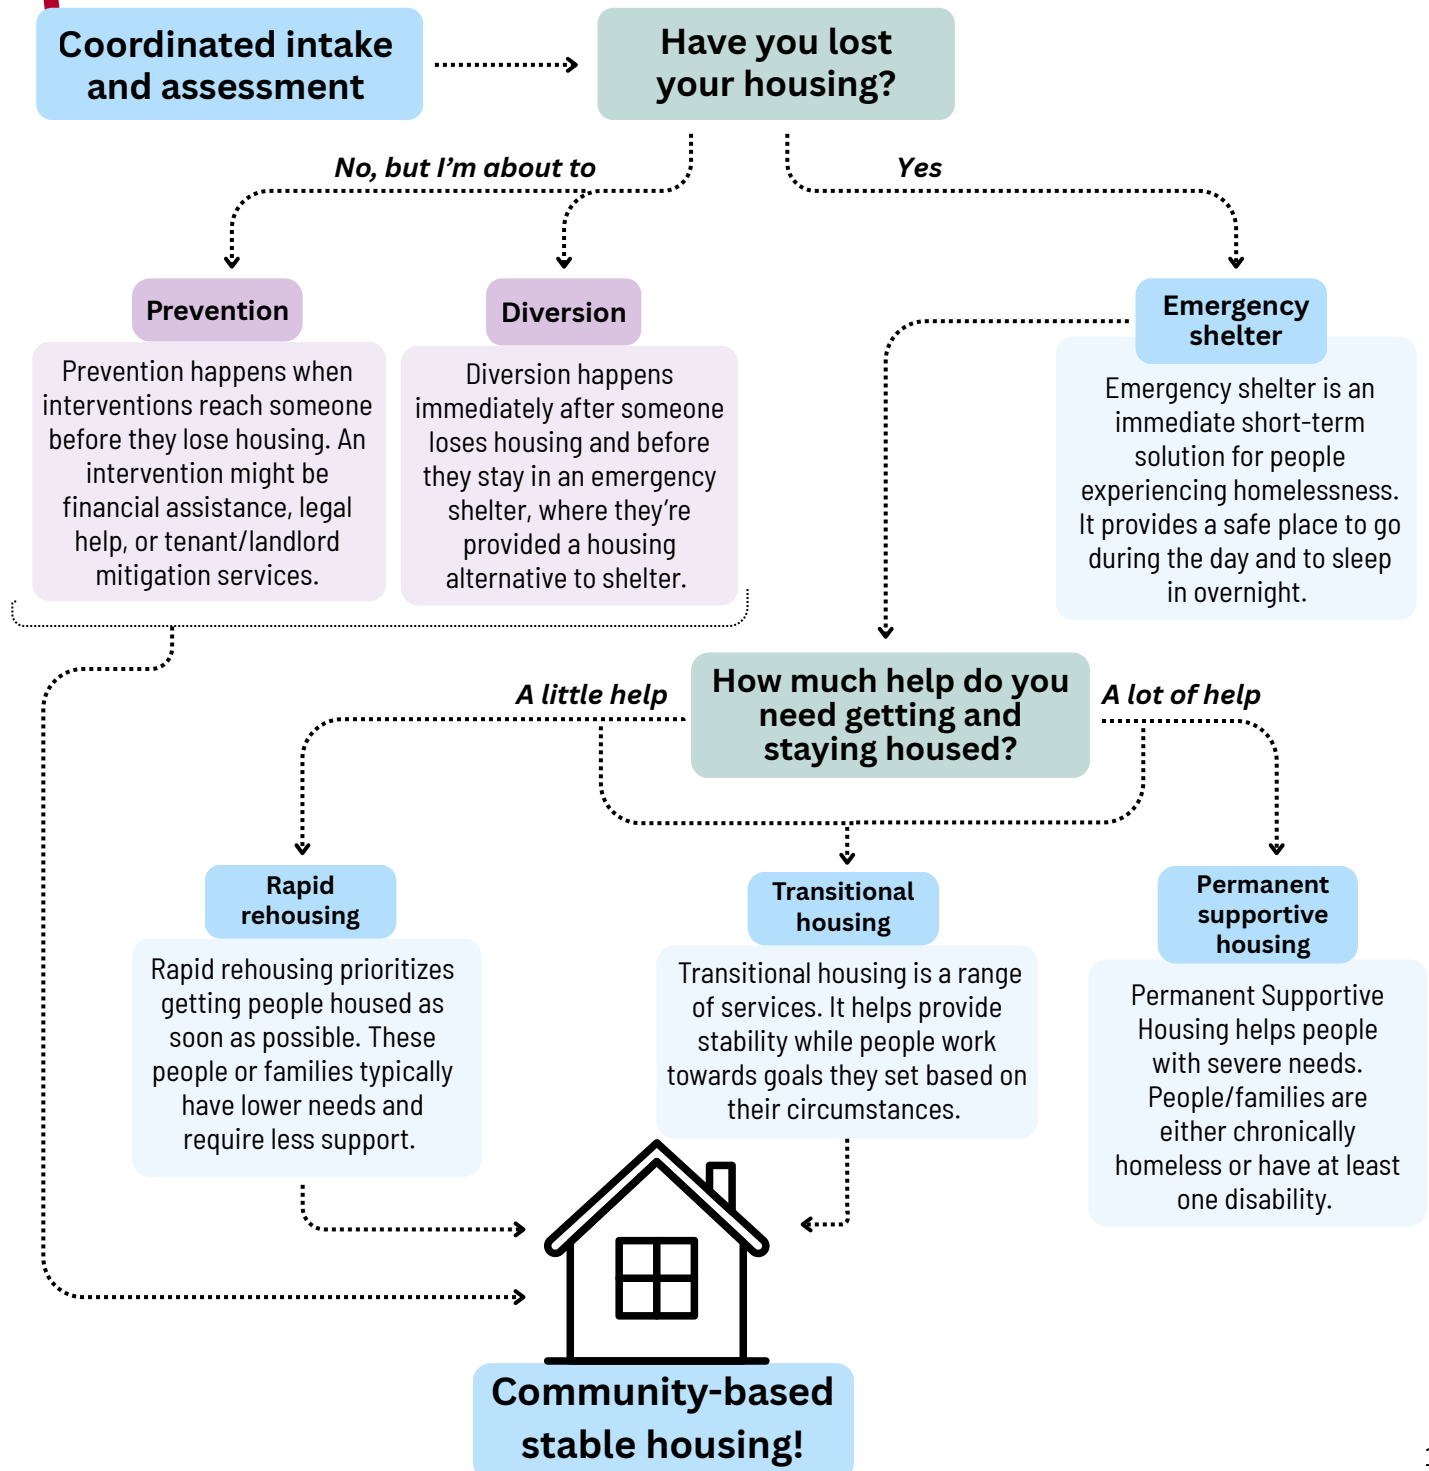 Coordinated intake
and assessment
Have you lost
your housing?
No, but I'm about to
Yes
Prevention
Prevention happens when
interventions reach someone
before they lose housing. An
intervention might be
financial assistance, legal
help, or tenant/landlord
mitigation services.
Diversion
Diversion happens
immediately after someone
loses housing and before
they stay in an emergency
shelter, where they're
provided a housing
alternative to shelter.
Emergency
shelter
Emergency shelter is an
immediate short-term
solution for people
experiencing homelessness.
It provides a safe place to go
during the day and to sleep
in overnight.
How much help do you
need getting and
staying housed?
A little help
A lot of help
Rapid
rehousing
Rapid rehousing prioritizes
getting people housed as
soon as possible. These
people or families typically
have lower needs and
require less support.
Transitional
housing
Transitional housing is a range
of services. It helps provide
stability while people work
towards goals they set based on
their circumstances.
Permanent
supportive
housing
Permanent Supportive
Housing helps people
with severe needs.
People/families are
either chronically
homeless or have at least
one disability.
Community-based
stable housing!